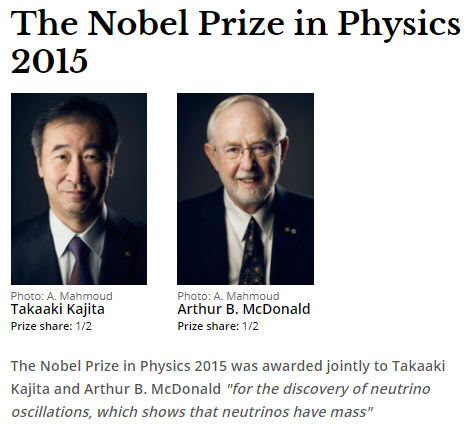 The Nobel Prize in Physics
2015
Photo: A. Mahmoud
Takaaki Kajita
Prize share: 1/2
Photo: A. Mahmoud
Arthur B. McDonald
Prize share: 1/2
The Nobel Prize in Physics 2015 was awarded jointly to Takaaki
Kajita and Arthur B. McDonald "for the discovery of neutrino
oscillations, which shows that neutrinos have mass"